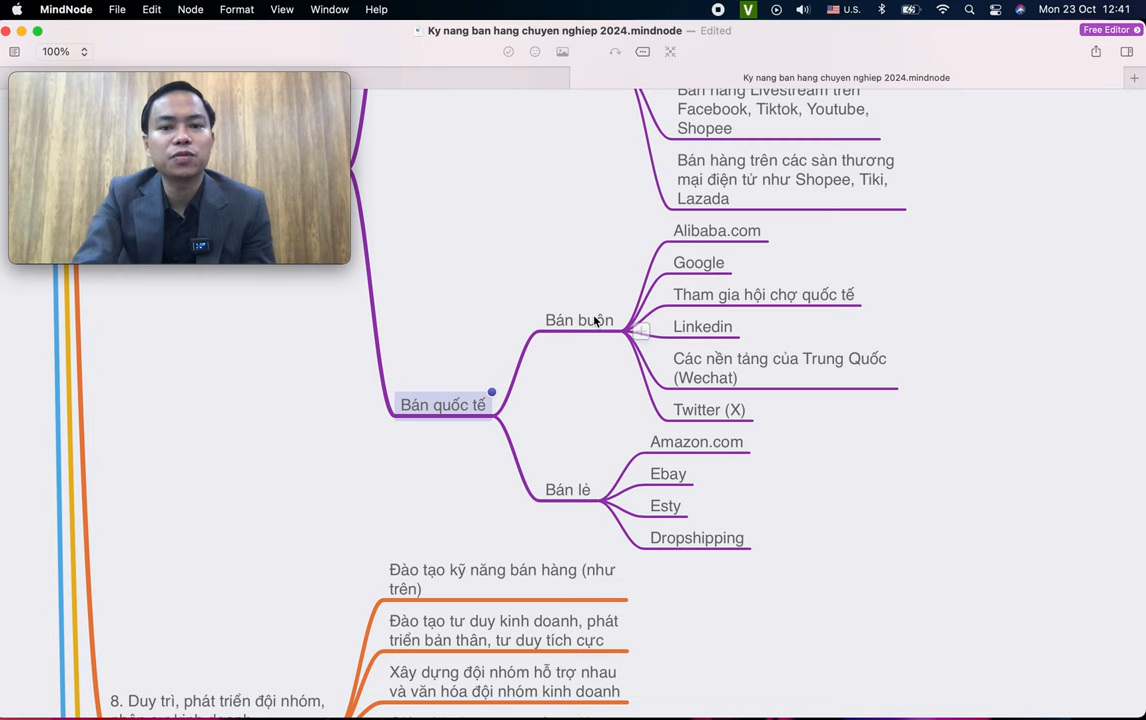 MindNode File Edit Node Format View Window Help
V U.S. Mon 23 Oct 12:41
Ky nang ban hang chuyen nghiep 2024.mindnode — Edited
Free Editor
100%
Ky nang ban hang chuyen nghiep 2024.mindnode
Bán hàng Livestream trên
Facebook, Tiktok, Youtube,
Shopee
Bán hàng trên các sàn thương
mại điện tử như Shopee, Tiki,
Lazada
Alibaba.com
Google
Tham gia hội chợ quốc tế
Bán buôn
Linkedin
Các nền tảng của Trung Quốc
(Wechat)
Bán quốc tế
Twitter (X)
Amazon.com
Ebay
Bán lẻ
Esty
Dropshipping
Đào tạo kỹ năng bán hàng (như
trên)
Đào tạo tư duy kinh doanh, phát
triển bản thân, tư duy tích cực
Xây dựng đội nhóm hỗ trợ nhau
và văn hóa đội nhóm kinh doanh
8. Duy trì, phát triển đội nhóm,